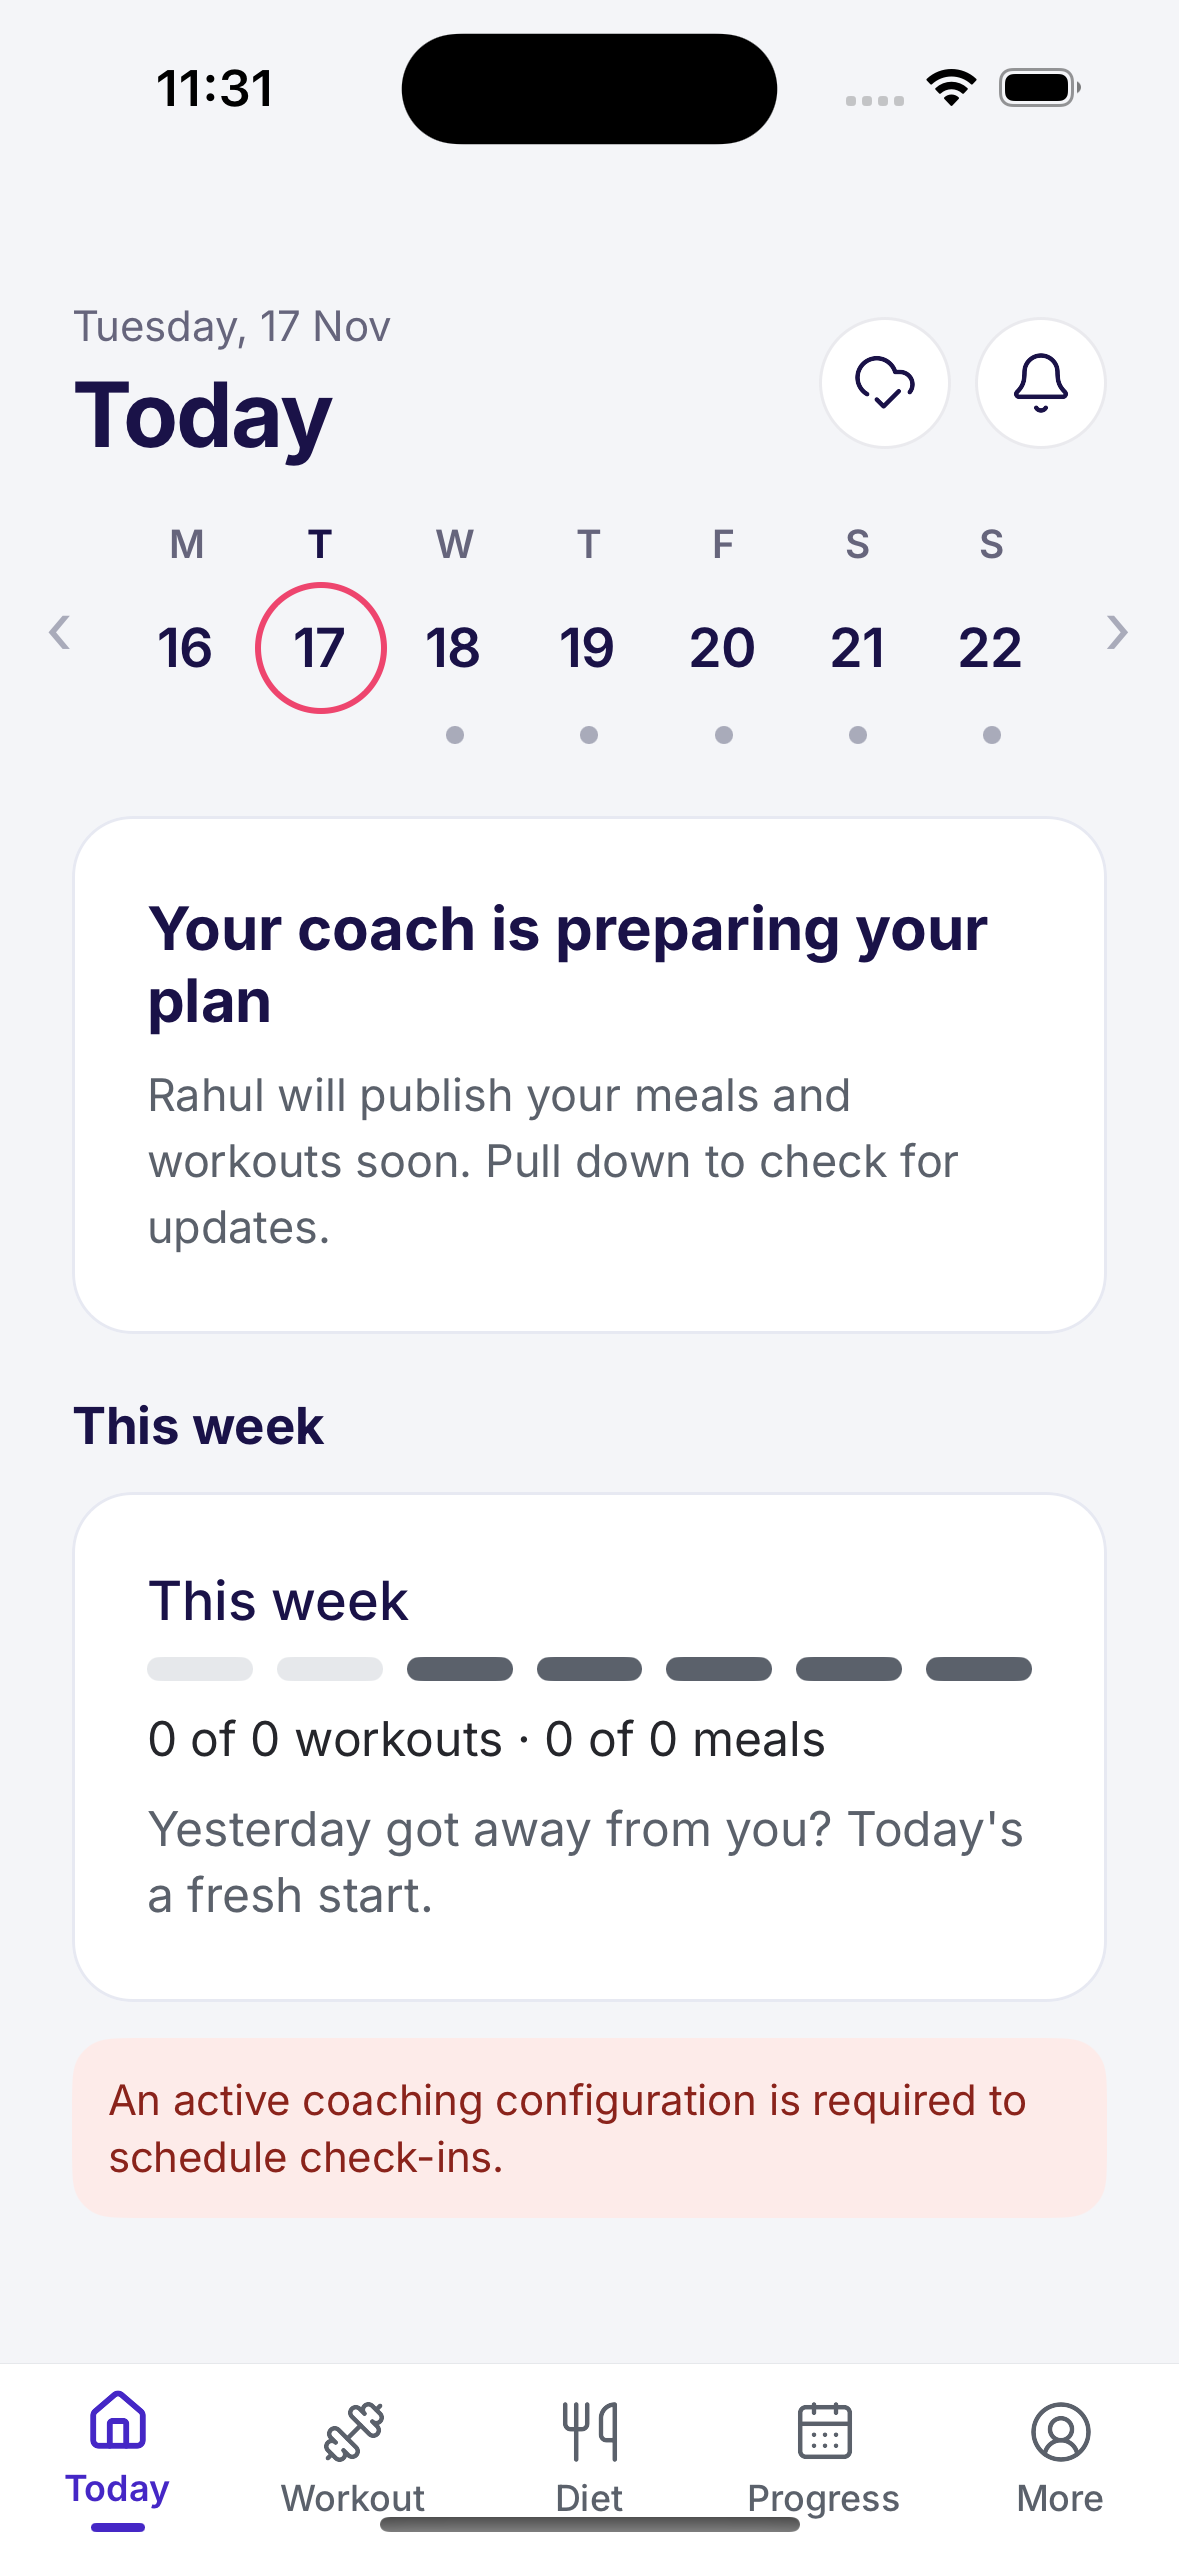 11:31
Tuesday, 17 Nov
Today
M T W T F S S
‹ 16 17 18 19 20 21 22 ›
Your coach is preparing your
plan
Rahul will publish your meals and
workouts soon. Pull down to check for
updates.
This week
This week
0 of 0 workouts · 0 of 0 meals
Yesterday got away from you? Today's
a fresh start.
An active coaching configuration is required to
schedule check-ins.
Today Workout Diet Progress More